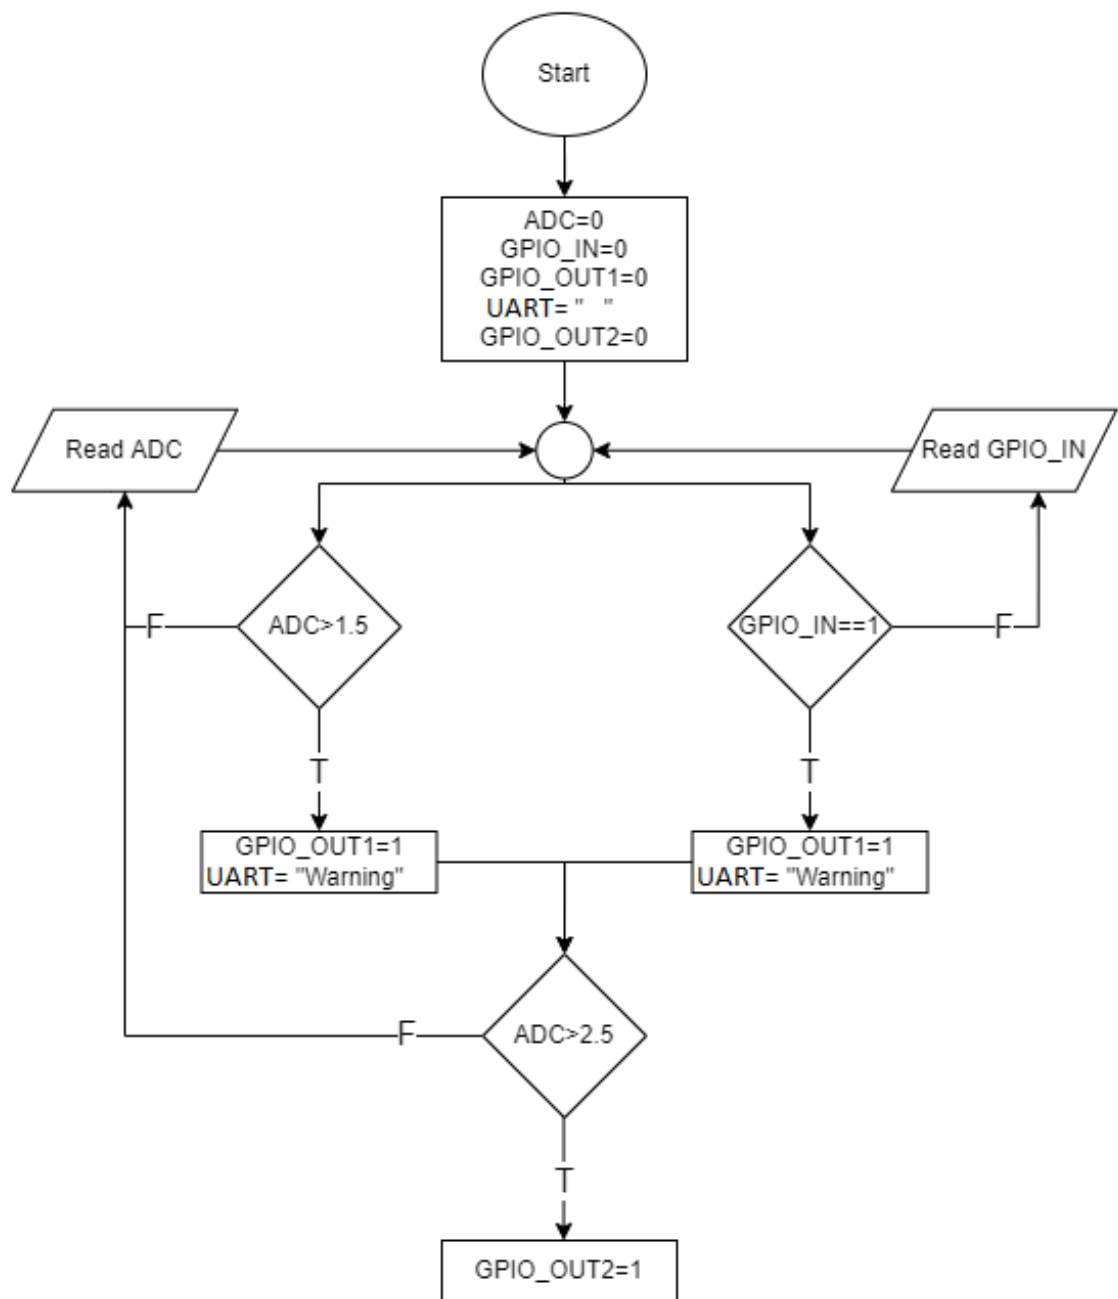 Start
ADC=0
GPIO_IN=0
GPIO_OUT1=0
UART= "   "
GPIO_OUT2=0
Read ADC
Read GPIO_IN
ADC>1.5
GPIO_IN==1
F
F
T
T
GPIO_OUT1=1
UART= "Warning"
GPIO_OUT1=1
UART= "Warning"
ADC>2.5
F
T
GPIO_OUT2=1